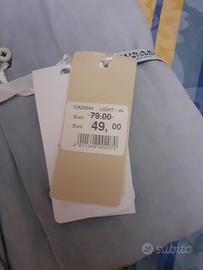 CA20044 LIGHT - 44
Euro 79.00
Euro 49,00
subito